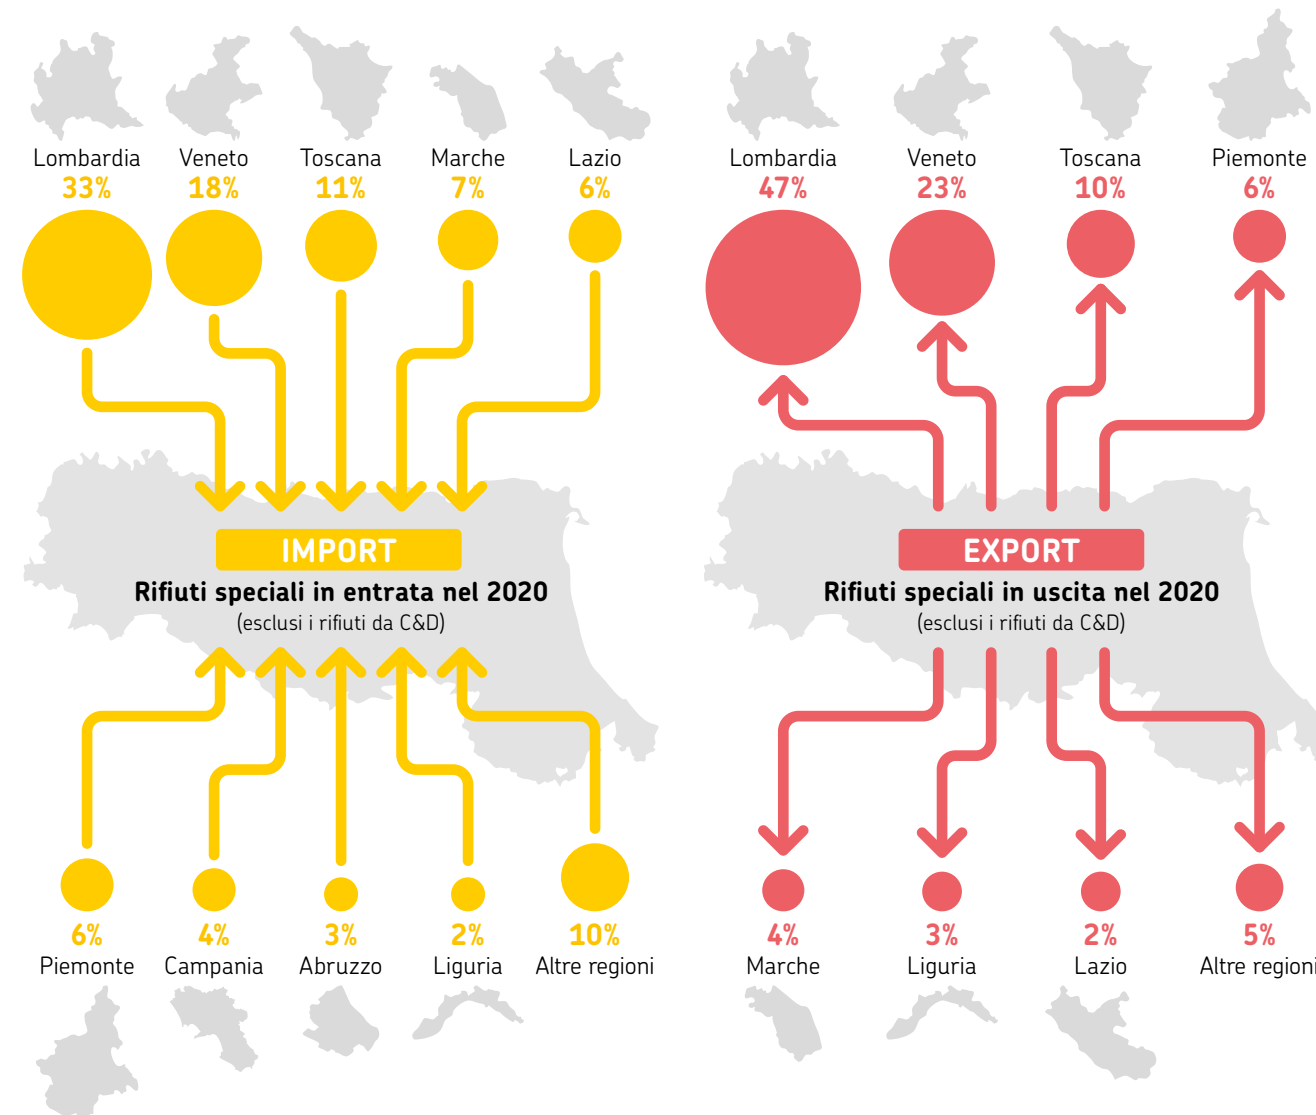 Lombardia Veneto Toscana Marche Lazio
33% 18% 11% 7% 6%
IMPORT
Rifiuti speciali in entrata nel 2020
(esclusi i rifiuti da C&D)
6% 4% 3% 2% 10%
Piemonte Campania Abruzzo Liguria Altre regioni
Lombardia Veneto Toscana Piemonte
47% 23% 10% 6%
EXPORT
Rifiuti speciali in uscita nel 2020
(esclusi i rifiuti da C&D)
4% 3% 2% 5%
Marche Liguria Lazio Altre regioni